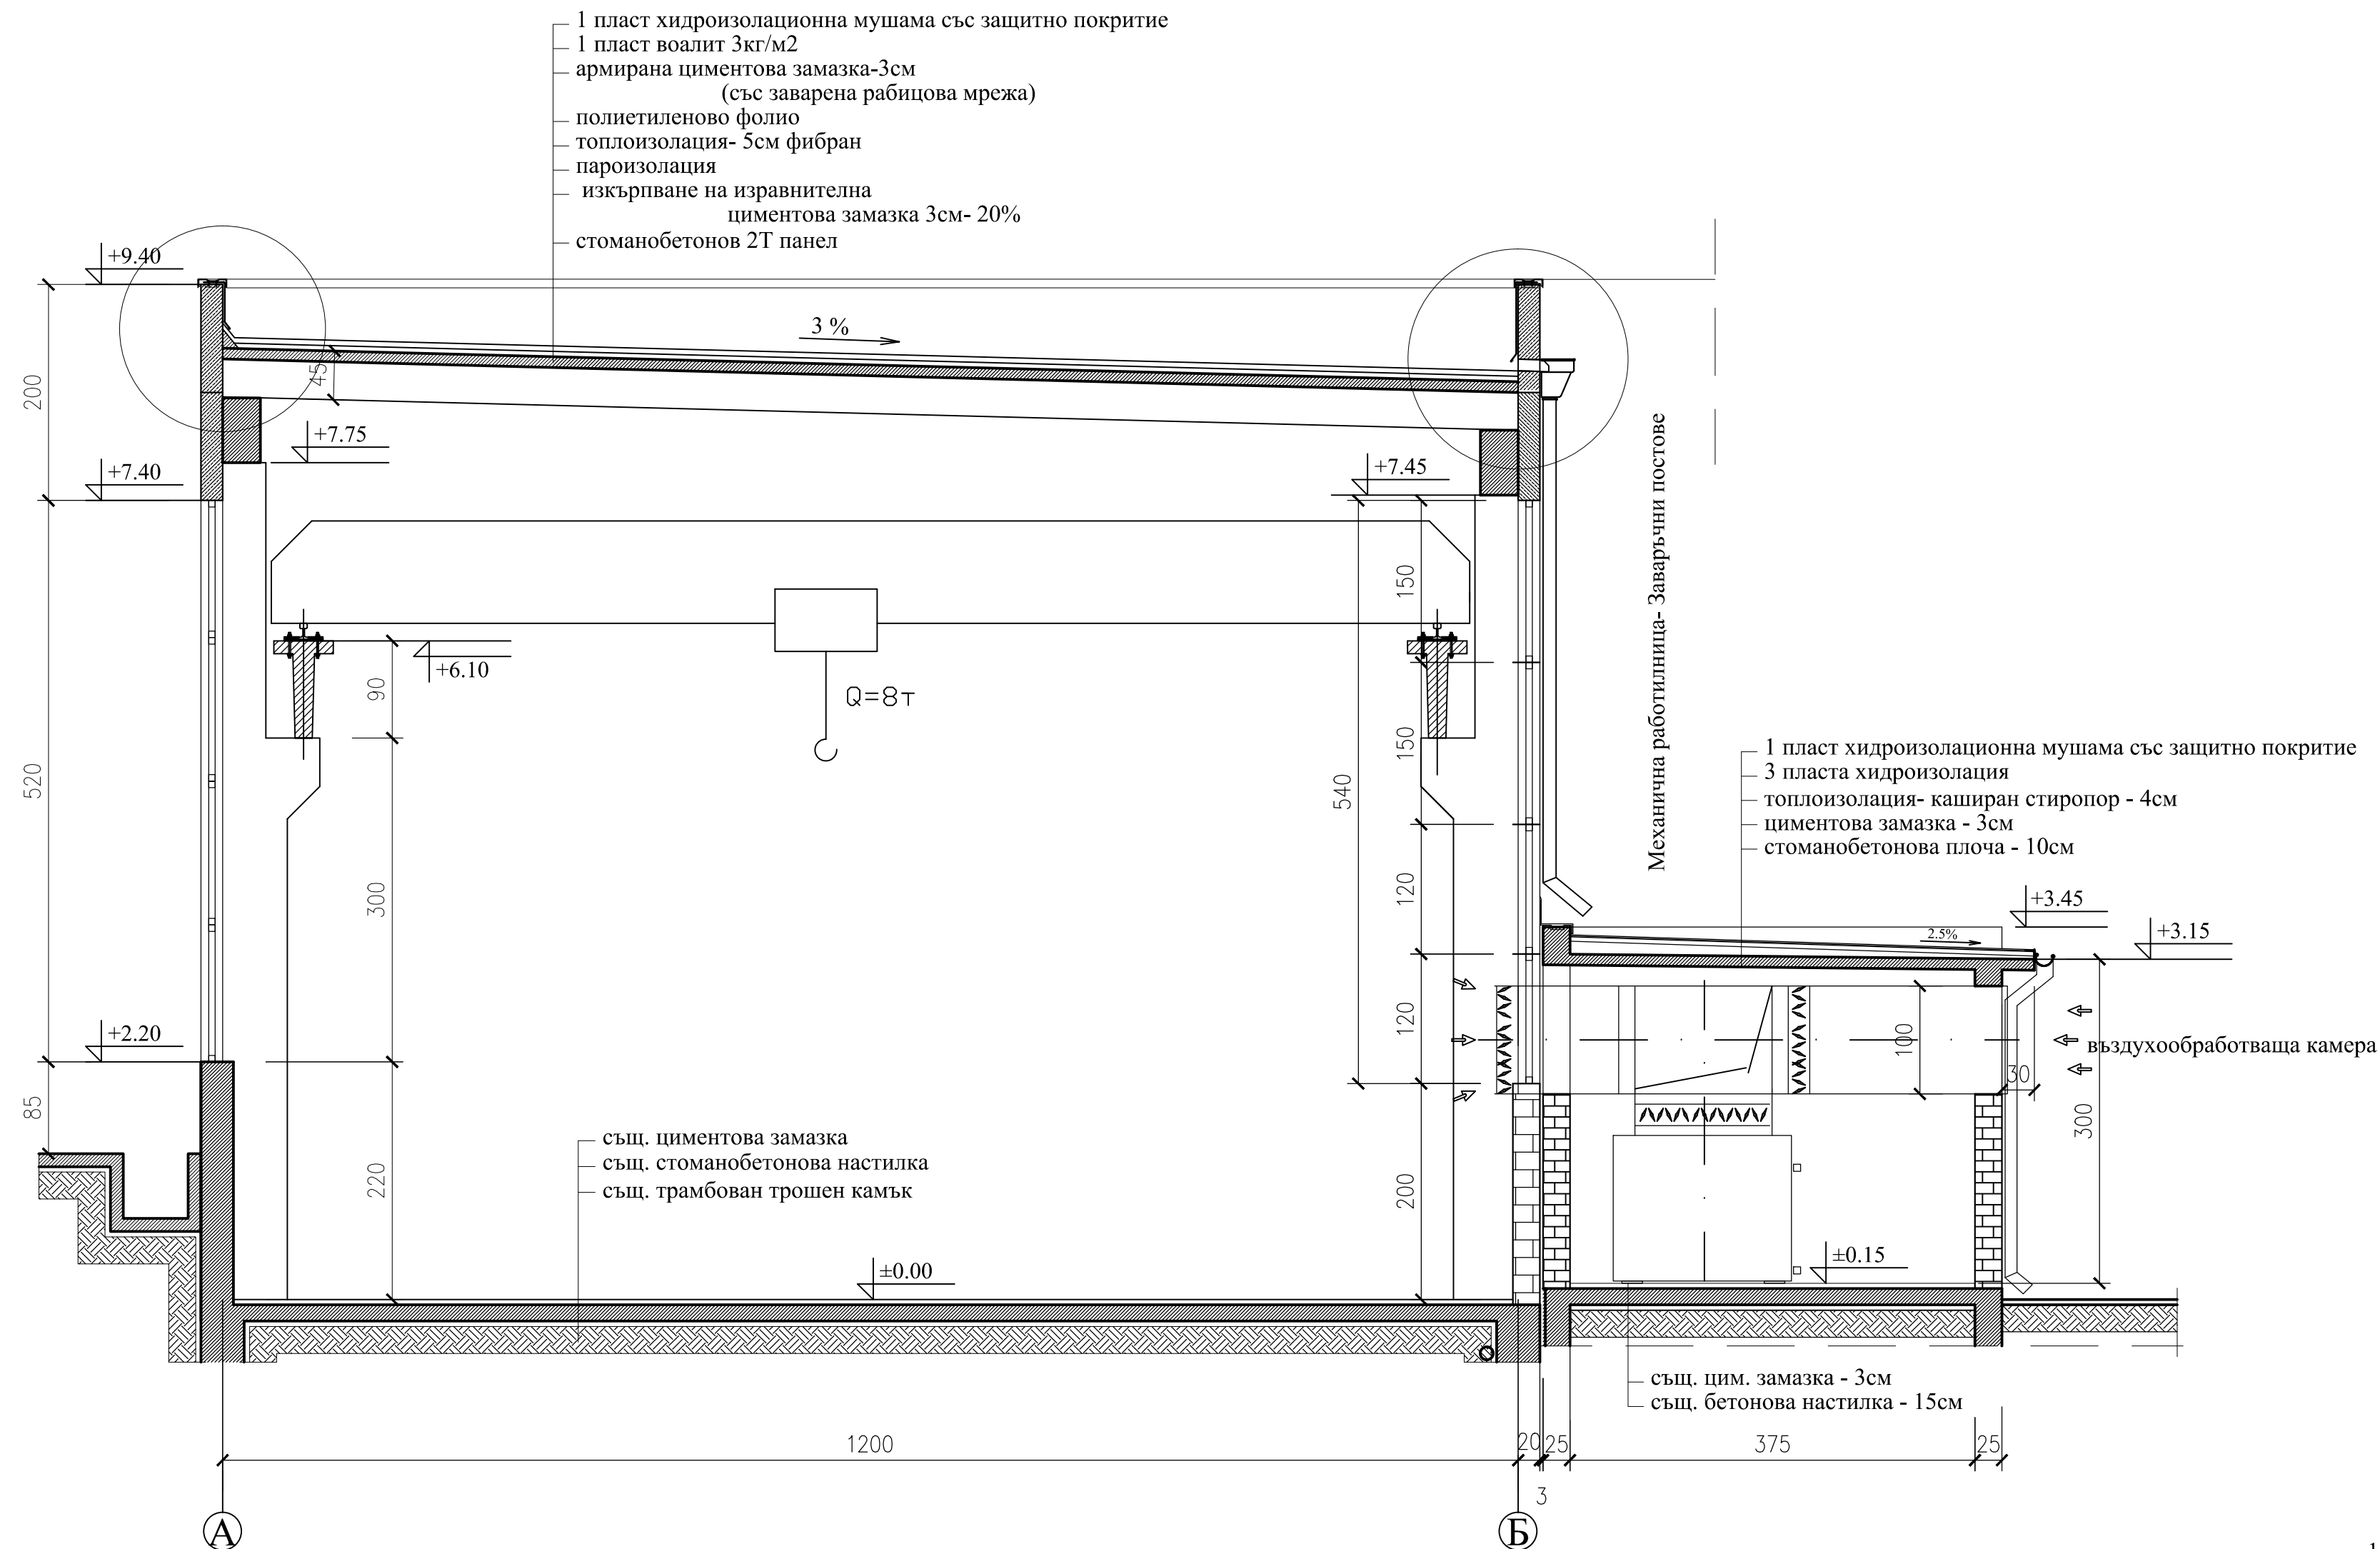 1 пласт хидроизолационна мушама със защитно покритие
1 пласт воалит 3кг/м2
армирана циментова замазка-3см
(със заварена рабицова мрежа)
полиетиленово фолио
топлоизолация- 5см фибран
пароизолация
изкърпване на изравнителна
циментова замазка 3см- 20%
стоманобетонов 2Т панел
+9.40
3 %
45
200
+7.75
+7.40
+7.45
150
+6.10
90
Q=8т
150
540
520
Механична работилница- Заваръчни постове
1 пласт хидроизолационна мушама със защитно покритие
3 пласта хидроизолация
топлоизолация- каширан стиропор - 4см
циментова замазка - 3см
стоманобетонова плоча - 10см
300
120
+3.45
+3.15
2.5%
+2.20
120
100
въздухообработваща камера
30
85
300
220
200
същ. циментова замазка
същ. стоманобетонова настилка
същ. трамбован трошен камък
±0.00
±0.15
същ. цим. замазка - 3см
същ. бетонова настилка - 15см
1200
20
25
375
25
3
А
Б